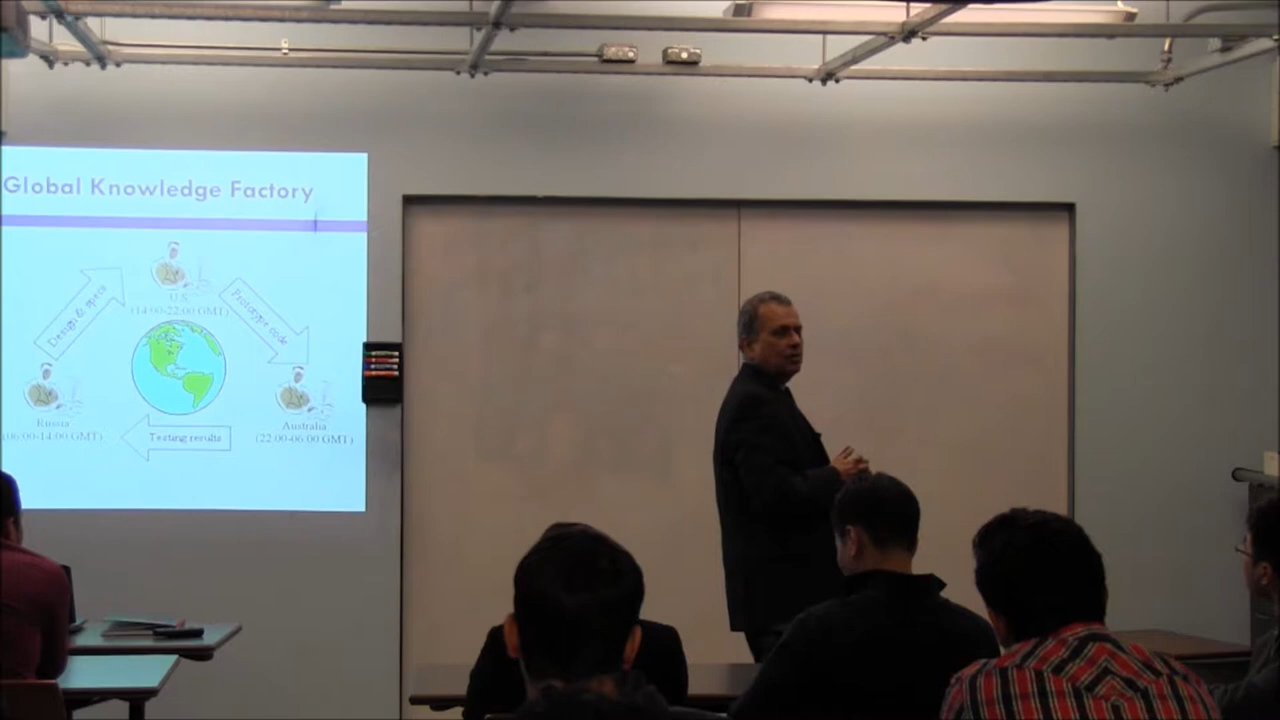 Global Knowledge Factory
U.S.
(14:00-22:00 GMT)
Design & specs
Prototype code
Russia
(06:00-14:00 GMT)
Australia
(22:00-06:00 GMT)
Testing results